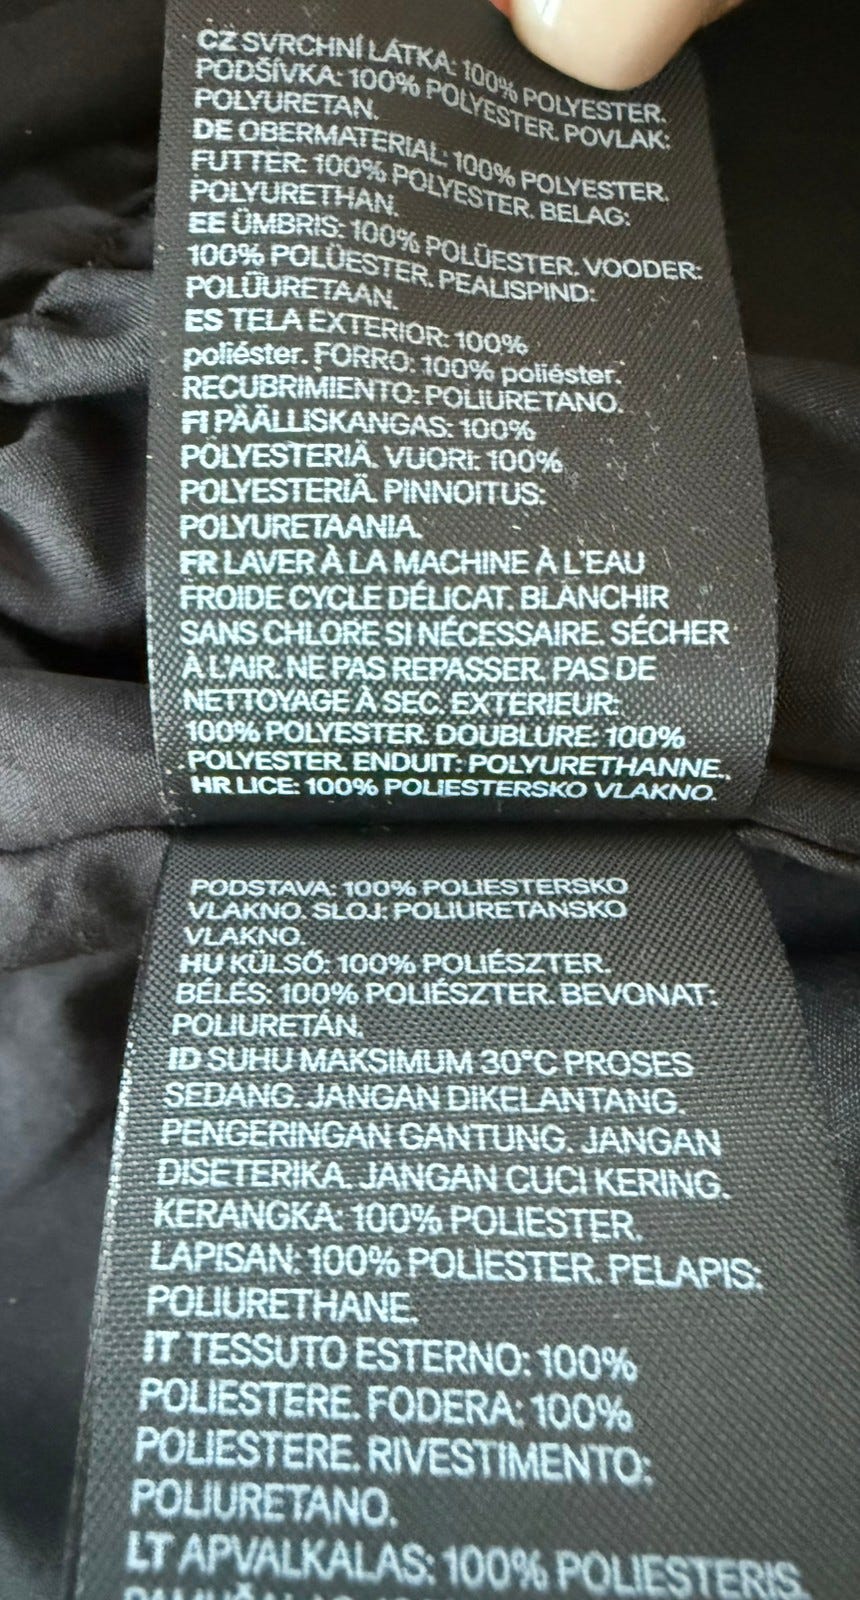 CZ SVRCHNÍ LÁTKA: 100% POLYESTER.
PODŠÍVKA: 100% POLYESTER. POVLAK:
POLYURETAN.
DE OBERMATERIAL: 100% POLYESTER.
FUTTER: 100% POLYESTER. BELAG:
POLYURETHAN.
EE ÜMBRIS: 100% POLÜESTER. VOODER:
100% POLÜESTER. PEALISPIND:
POLÜURETAAN.
ES TELA EXTERIOR: 100%
poliéster. FORRO: 100% poliéster.
RECUBRIMIENTO: POLIURETANO.
FI PÄÄLLISKANGAS: 100%
POLYESTERIÄ. VUORI: 100%
POLYESTERIÄ. PINNOITUS:
POLYURETAANIA.
FR LAVER À LA MACHINE À L'EAU
FROIDE CYCLE DÉLICAT. BLANCHIR
SANS CHLORE SI NÉCESSAIRE. SÉCHER
À L'AIR. NE PAS REPASSER. PAS DE
NETTOYAGE À SEC. EXTERIEUR:
100% POLYESTER. DOUBLURE: 100%
POLYESTER. ENDUIT: POLYURETHANNE..
HR LICE: 100% POLIESTERSKO VLAKNO.
PODSTAVA: 100% POLIESTERSKO
VLAKNO. SLOJ: POLIURETANSKO
VLAKNO.
HU KÜLSŐ: 100% POLIÉSZTER.
BÉLÉS: 100% POLIÉSZTER. BEVONAT:
POLIURETÁN.
ID SUHU MAKSIMUM 30°C PROSES
SEDANG. JANGAN DIKELANTANG.
PENGERINGAN GANTUNG. JANGAN
DISETERIKA. JANGAN CUCI KERING.
KERANGKA: 100% POLIESTER.
LAPISAN: 100% POLIESTER. PELAPIS:
POLIURETHANE.
IT TESSUTO ESTERNO: 100%
POLIESTERE. FODERA: 100%
POLIESTERE. RIVESTIMENTO:
POLIURETANO.
LT APVALKALAS: 100% POLIESTERIS.